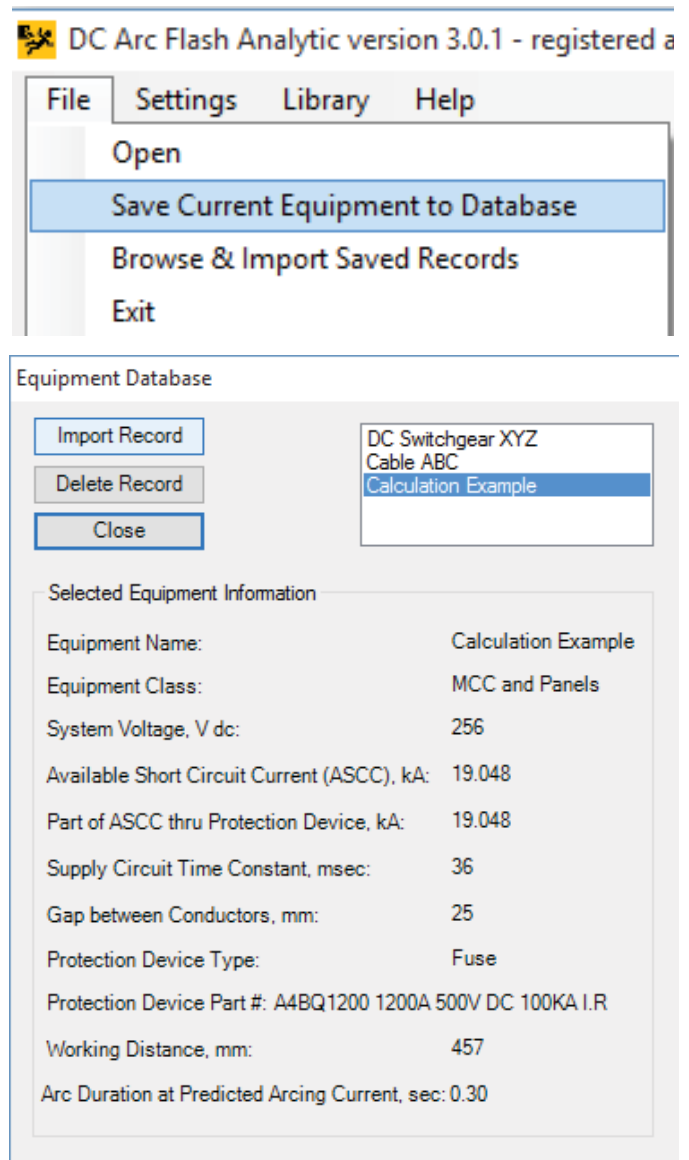 DC Arc Flash Analytic version 3.0.1 - registered a
File Settings Library Help
Open
Save Current Equipment to Database
Browse & Import Saved Records
Exit
Equipment Database
Import Record
Delete Record
Close
DC Switchgear XYZ
Cable ABC
Calculation Example
Selected Equipment Information
Equipment Name: Calculation Example
Equipment Class: MCC and Panels
System Voltage, V dc: 256
Available Short Circuit Current (ASCC), kA: 19.048
Part of ASCC thru Protection Device, kA: 19.048
Supply Circuit Time Constant, msec: 36
Gap between Conductors, mm: 25
Protection Device Type: Fuse
Protection Device Part #: A4BQ1200 1200A 500V DC 100KA I.R
Working Distance, mm: 457
Arc Duration at Predicted Arcing Current, sec: 0.30